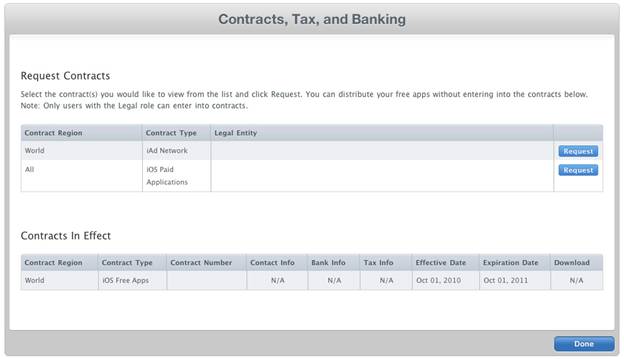 Contracts, Tax, and Banking
Request Contracts
Select the contract(s) you would like to view from the list and click Request. You can distribute your free apps without entering into the contracts below.
Note: Only users with the Legal role can enter into contracts.
Contract Region Contract Type Legal Entity
World iAd Network Request
All iOS Paid Request
Applications
Contracts In Effect
Contract Region Contract Type Contract Number Contact Info Bank Info Tax Info Effective Date Expiration Date Download
World iOS Free Apps N/A N/A N/A Oct 01, 2010 Oct 01, 2011 N/A
Done